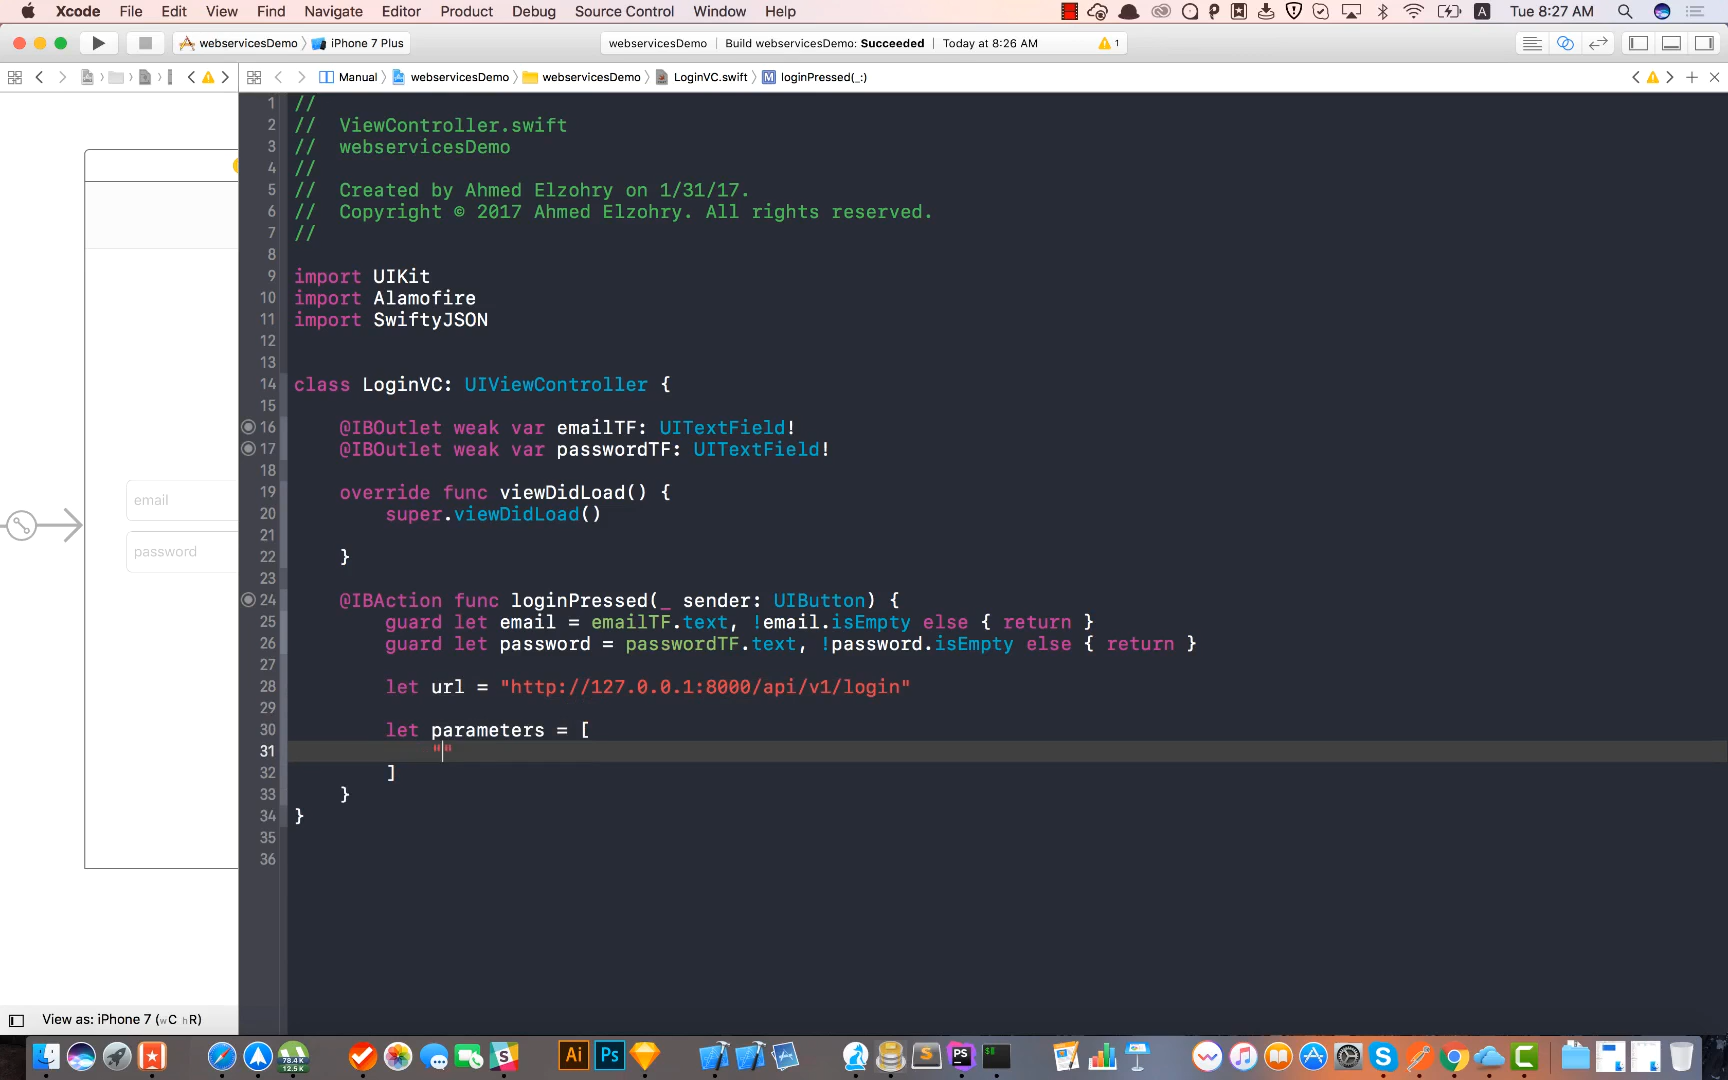 Xcode File Edit View Find Navigate Editor Product Debug Source Control Window Help Tue 8:27 AM
webservicesDemo iPhone 7 Plus webservicesDemo | Build webservicesDemo: Succeeded | Today at 8:26 AM 1
Manual webservicesDemo webservicesDemo LoginVC.swift M loginPressed(_:)
1 //
2 //  ViewController.swift
3 //  webservicesDemo
4 //
5 //  Created by Ahmed Elzohry on 1/31/17.
6 //  Copyright © 2017 Ahmed Elzohry. All rights reserved.
7 //
8
9 import UIKit
10 import Alamofire
11 import SwiftyJSON
12
13
14 class LoginVC: UIViewController {
15
16 @IBOutlet weak var emailTF: UITextField!
17 @IBOutlet weak var passwordTF: UITextField!
18
19 override func viewDidLoad() {
20 super.viewDidLoad()
21
22 }
23
24 @IBAction func loginPressed(_ sender: UIButton) {
25 guard let email = emailTF.text, !email.isEmpty else { return }
26 guard let password = passwordTF.text, !password.isEmpty else { return }
27
28 let url = "http://127.0.0.1:8000/api/v1/login"
29
30 let parameters = [
31 ""
32 ]
33 }
34 }
35
36
email
password
View as: iPhone 7 (wC hR)
78.4 K
12.5 K
Ai Ps PS